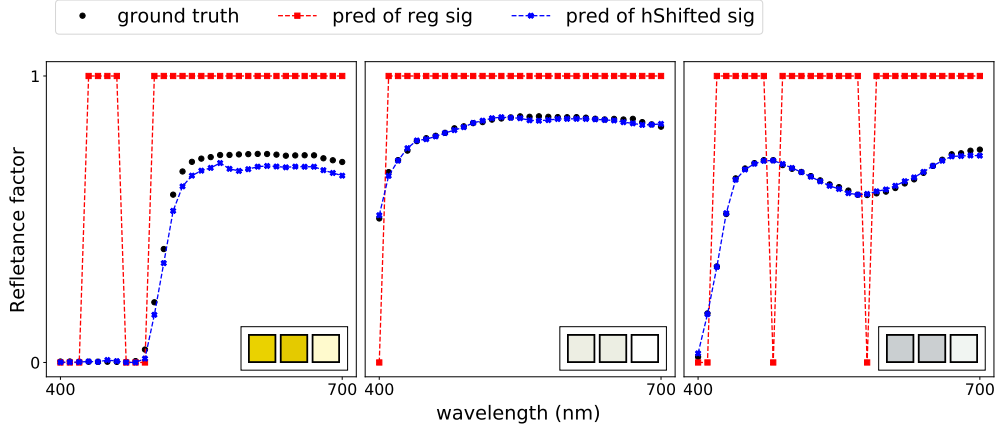 ground truth
pred of reg sig
pred of hShifted sig
Refletance factor
1
0
400
700
400
700
400
700
wavelength (nm)